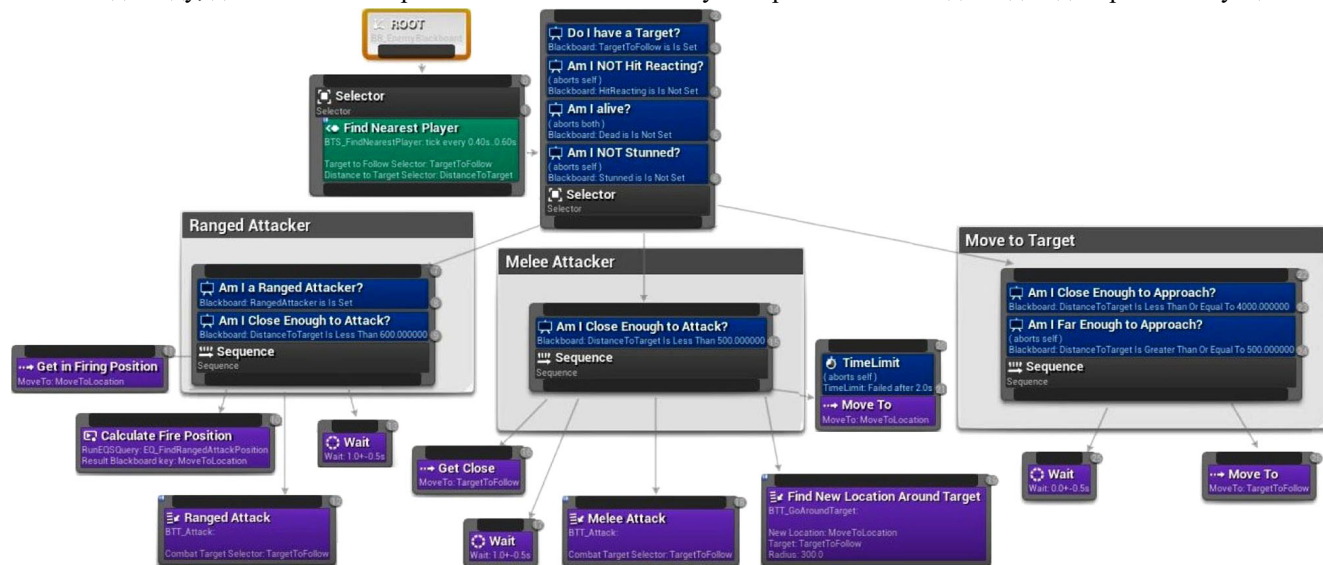 ROOT
BB_EnemyBlackboard
Selector
Selector
Find Nearest Player
BTS_FindNearestPlayer: tick every 0.40s..0.60s
Target to Follow Selector: TargetToFollow
Distance to Target Selector: DistanceToTarget
Do I have a Target?
Blackboard: TargetToFollow is Is Set
Am I NOT Hit Reacting?
( aborts self )
Blackboard: HitReacting is Is Not Set
Am I alive?
( aborts both )
Blackboard: Dead is Is Not Set
Am I NOT Stunned?
( aborts self )
Blackboard: Stunned is Is Not Set
Selector
Selector
Ranged Attacker
Am I a Ranged Attacker?
Blackboard: RangedAttacker is Is Set
Am I Close Enough to Attack?
Blackboard: DistanceToTarget Is Less Than 600.000000
Sequence
Sequence
Get in Firing Position
MoveTo: MoveToLocation
Calculate Fire Position
RunEQSQuery: EQ_FindRangedAttackPosition
Result Blackboard key: MoveToLocation
Wait
Wait: 1.0+-0.5s
Ranged Attack
BTT_Attack:
Combat Target Selector: TargetToFollow
Melee Attacker
Am I Close Enough to Attack?
Blackboard: DistanceToTarget Is Less Than 500.000000
Sequence
Sequence
Get Close
MoveTo: TargetToFollow
Wait
Wait: 1.0+-0.5s
Melee Attack
BTT_Attack:
Combat Target Selector: TargetToFollow
Find New Location Around Target
BTT_GoAroundTarget:
New Location: MoveToLocation
Target: TargetToFollow
Radius: 300.0
TimeLimit
( aborts self )
TimeLimit: Failed after 2.0s
Move To
MoveTo: MoveToLocation
Move to Target
Am I Close Enough to Approach?
Blackboard: DistanceToTarget Is Less Than Or Equal To 4000.000000
Am I Far Enough to Approach?
(aborts self )
Blackboard: DistanceToTarget Is Greater Than Or Equal To 500.000000
Sequence
Sequence
Wait
Wait: 0.0+-0.5s
Move To
MoveTo: TargetToFollow